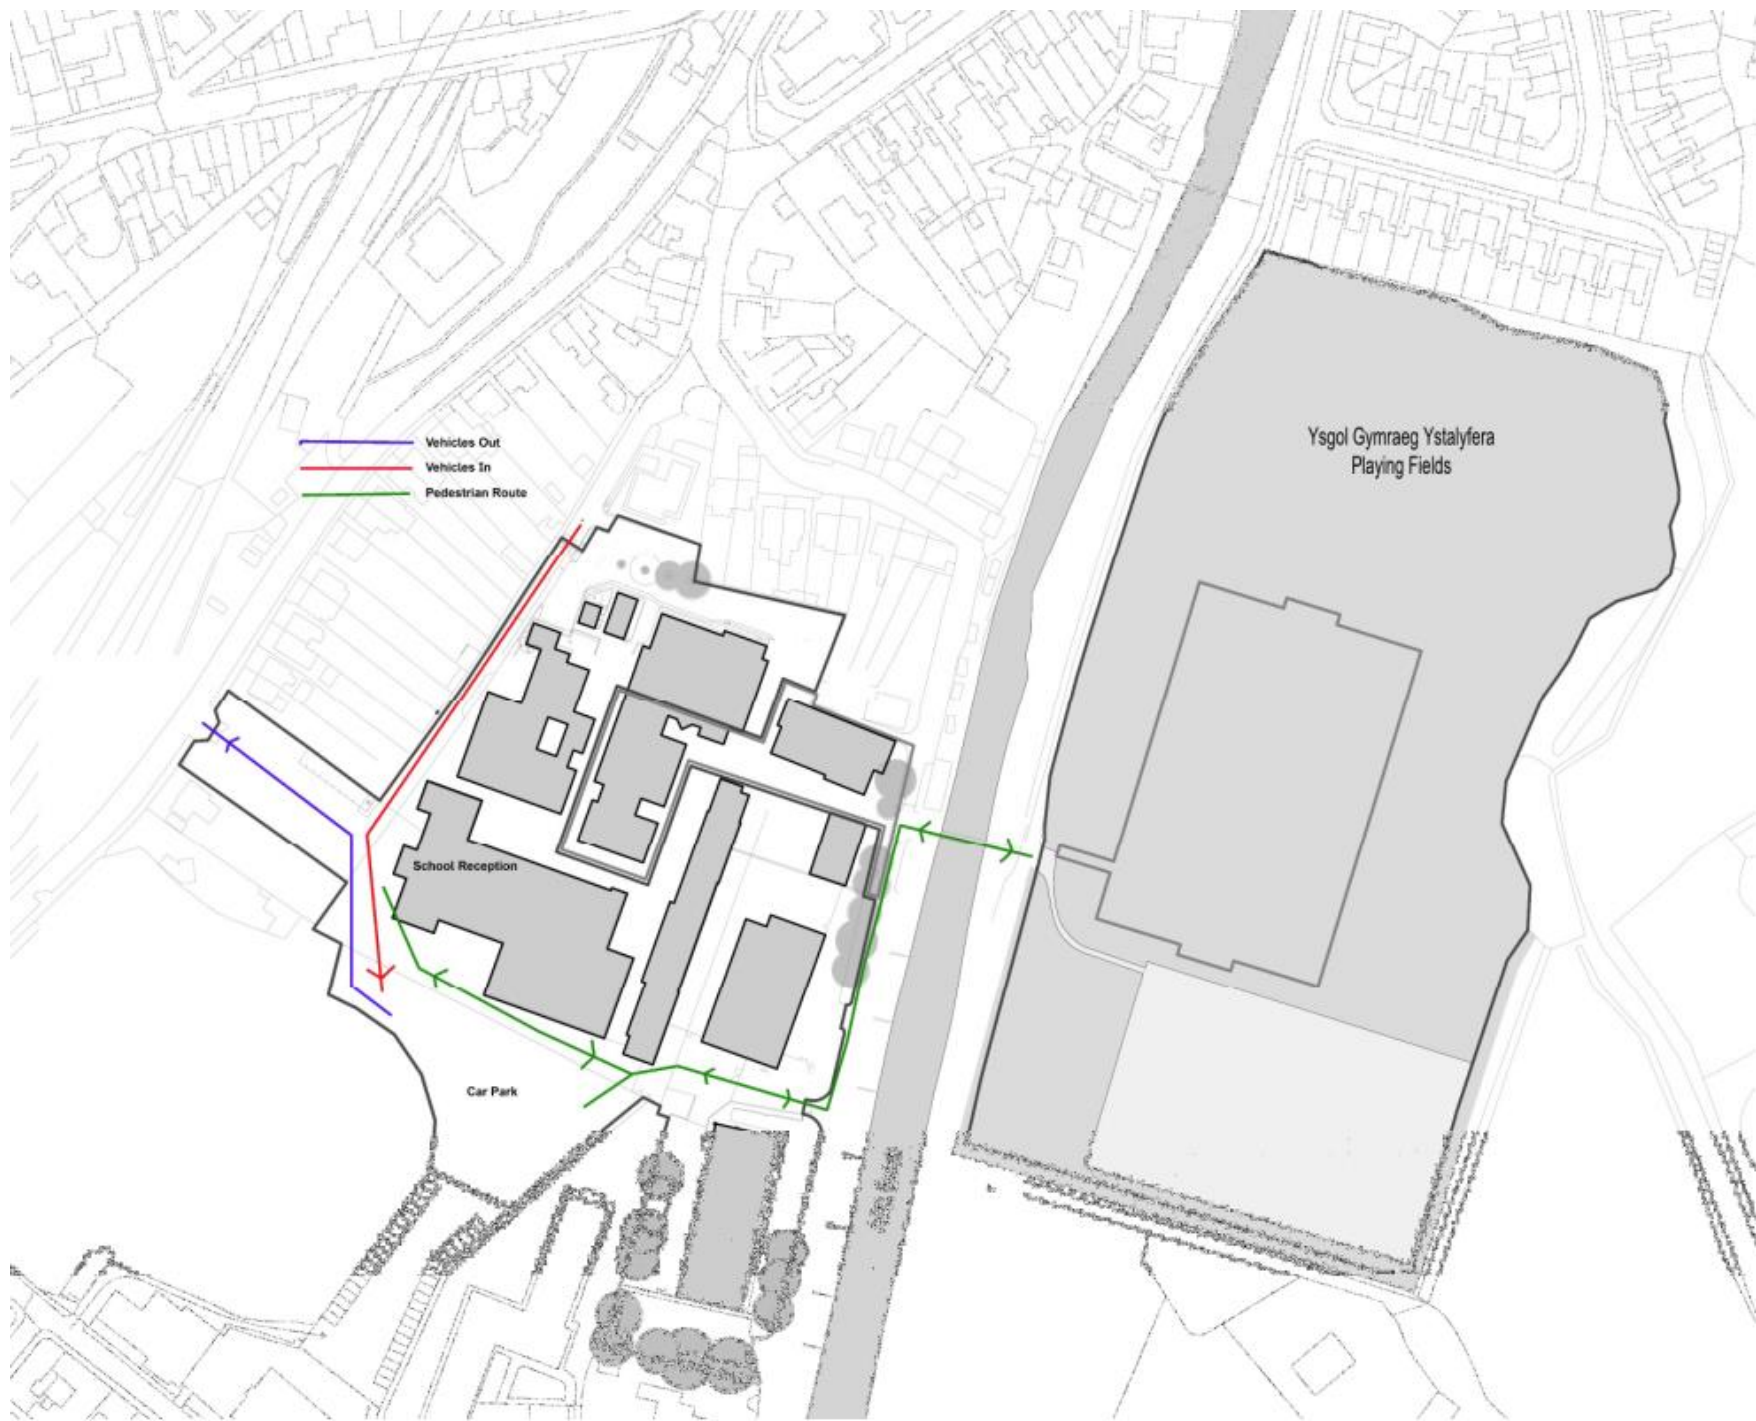 Ysgol Gymraeg Ystalyfera
Playing Fields
Vehicles Out
Vehicles In
Pedestrian Route
School Reception
Car Park